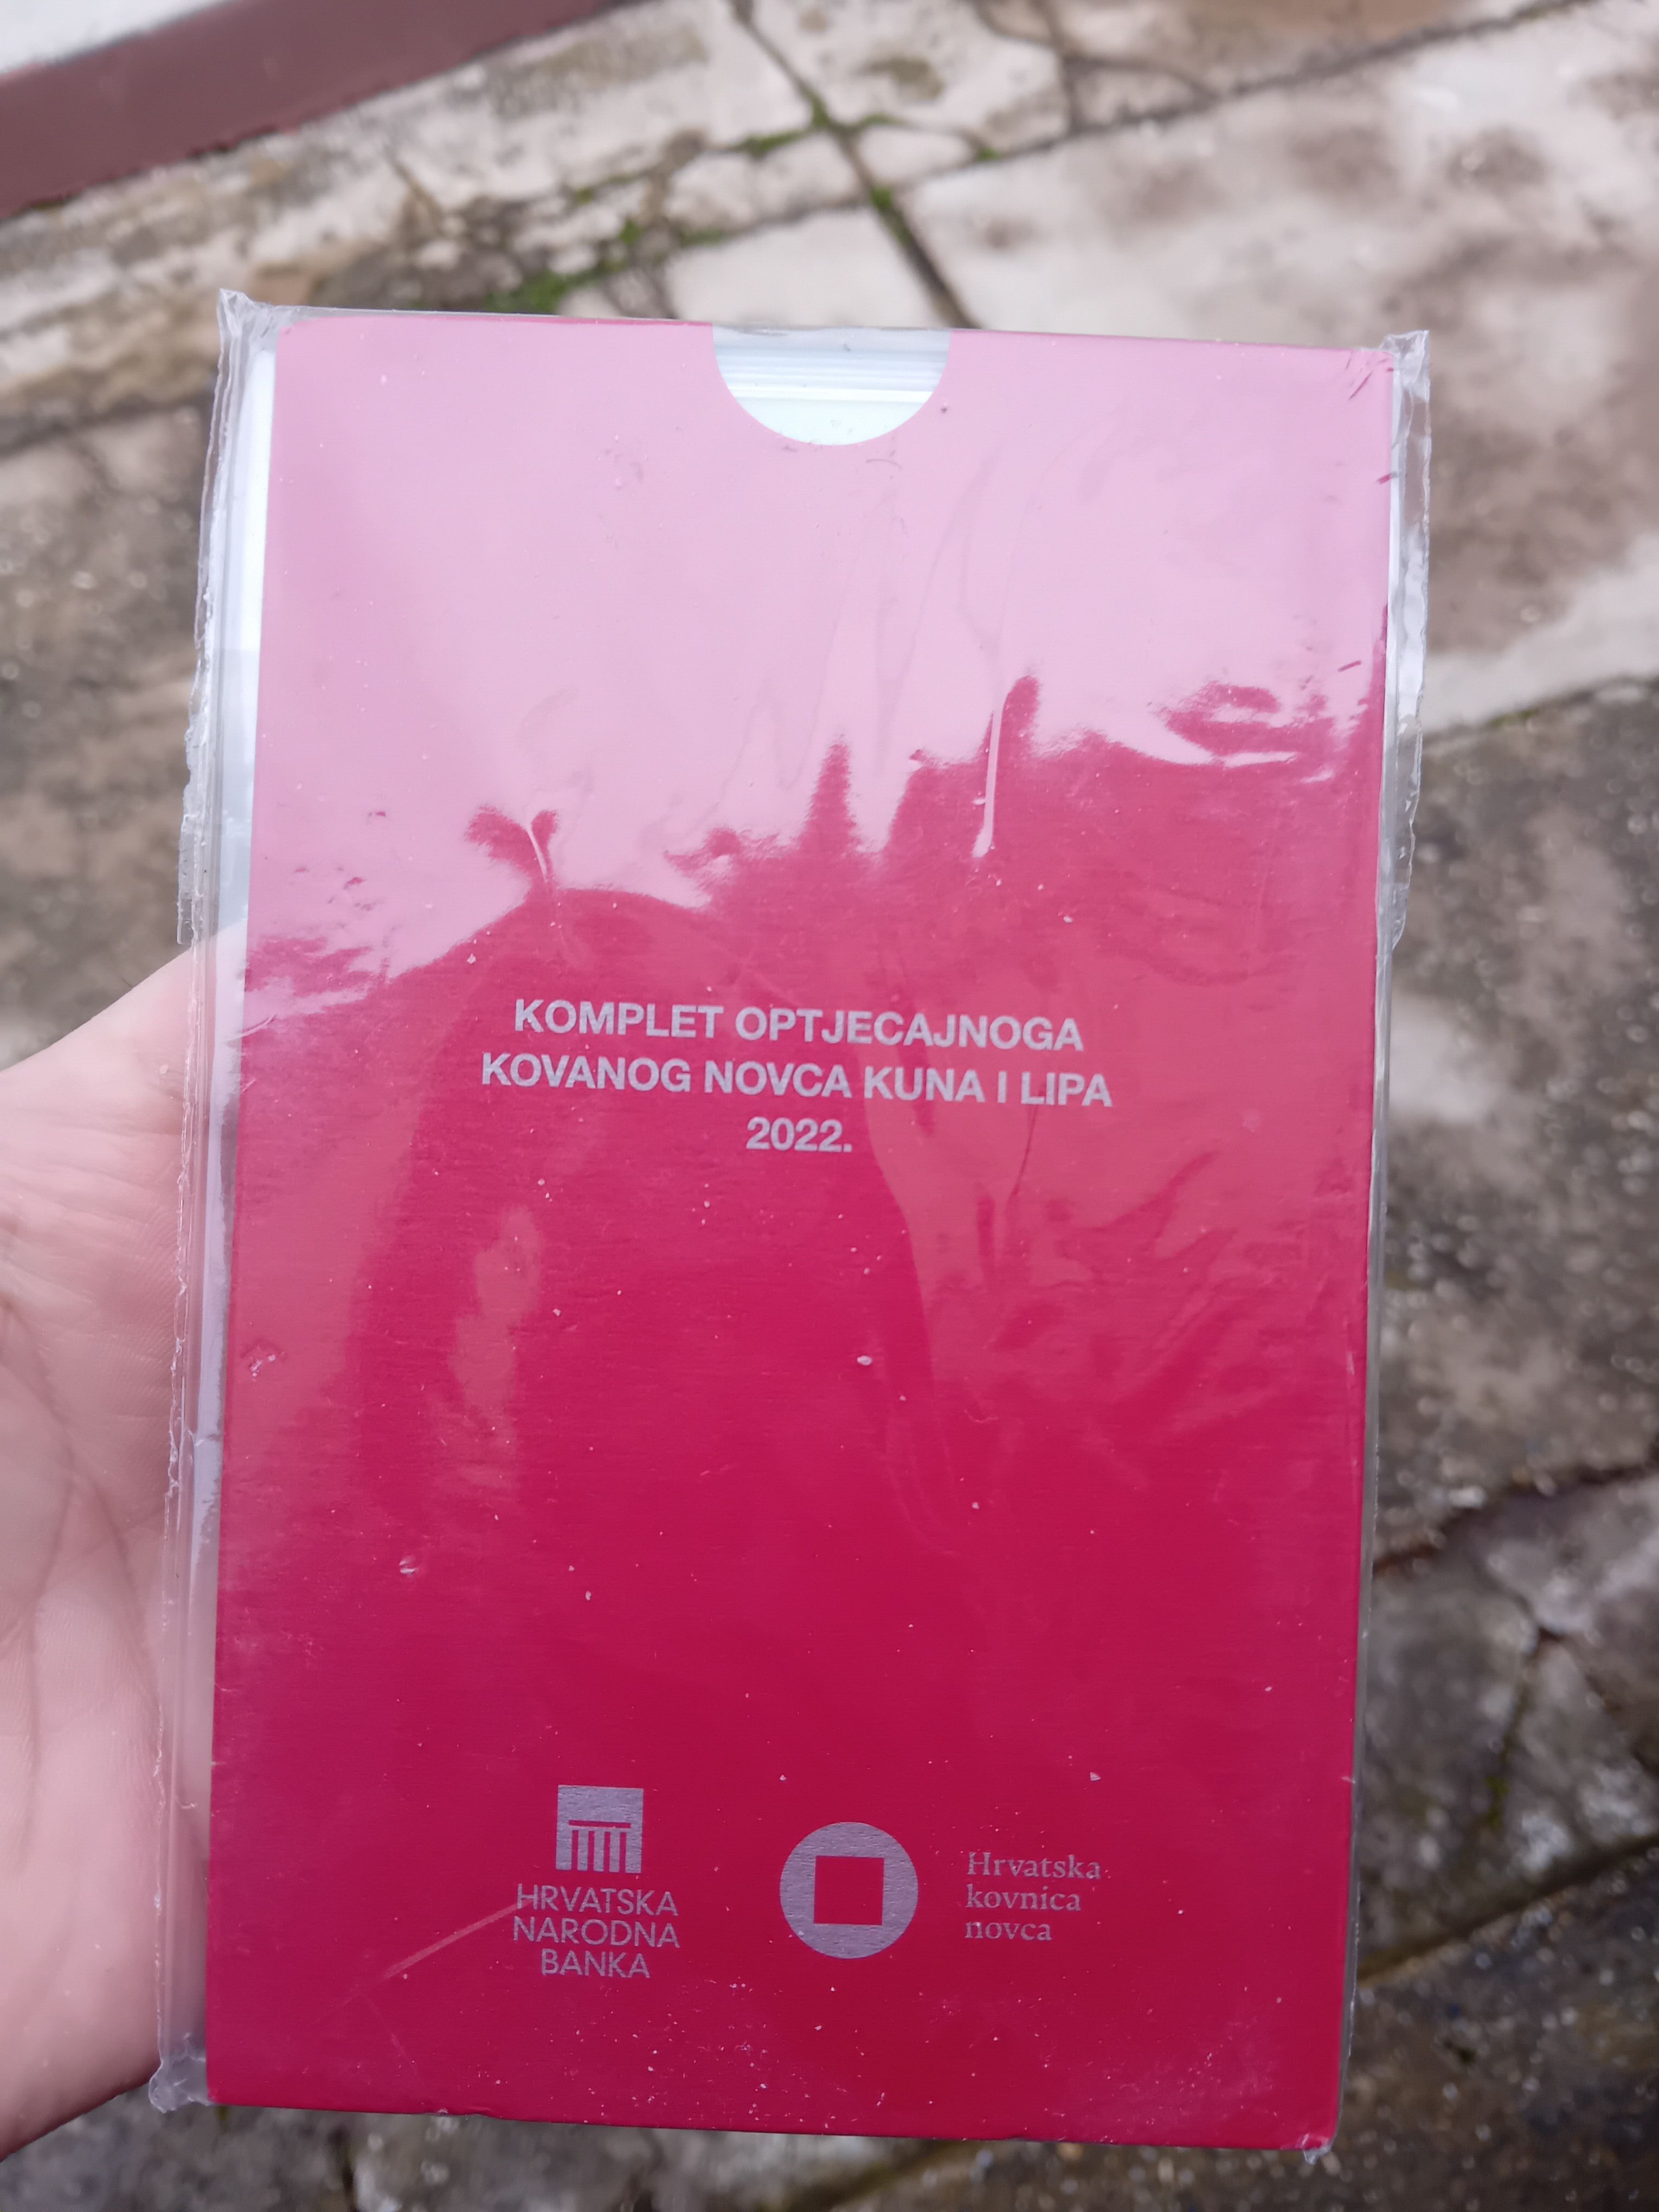 KOMPLET OPTJECAJNOGA
KOVANOG NOVCA KUNA I LIPA
2022.
HRVATSKA
NARODNA
BANKA
Hrvatska
kovnica
novca